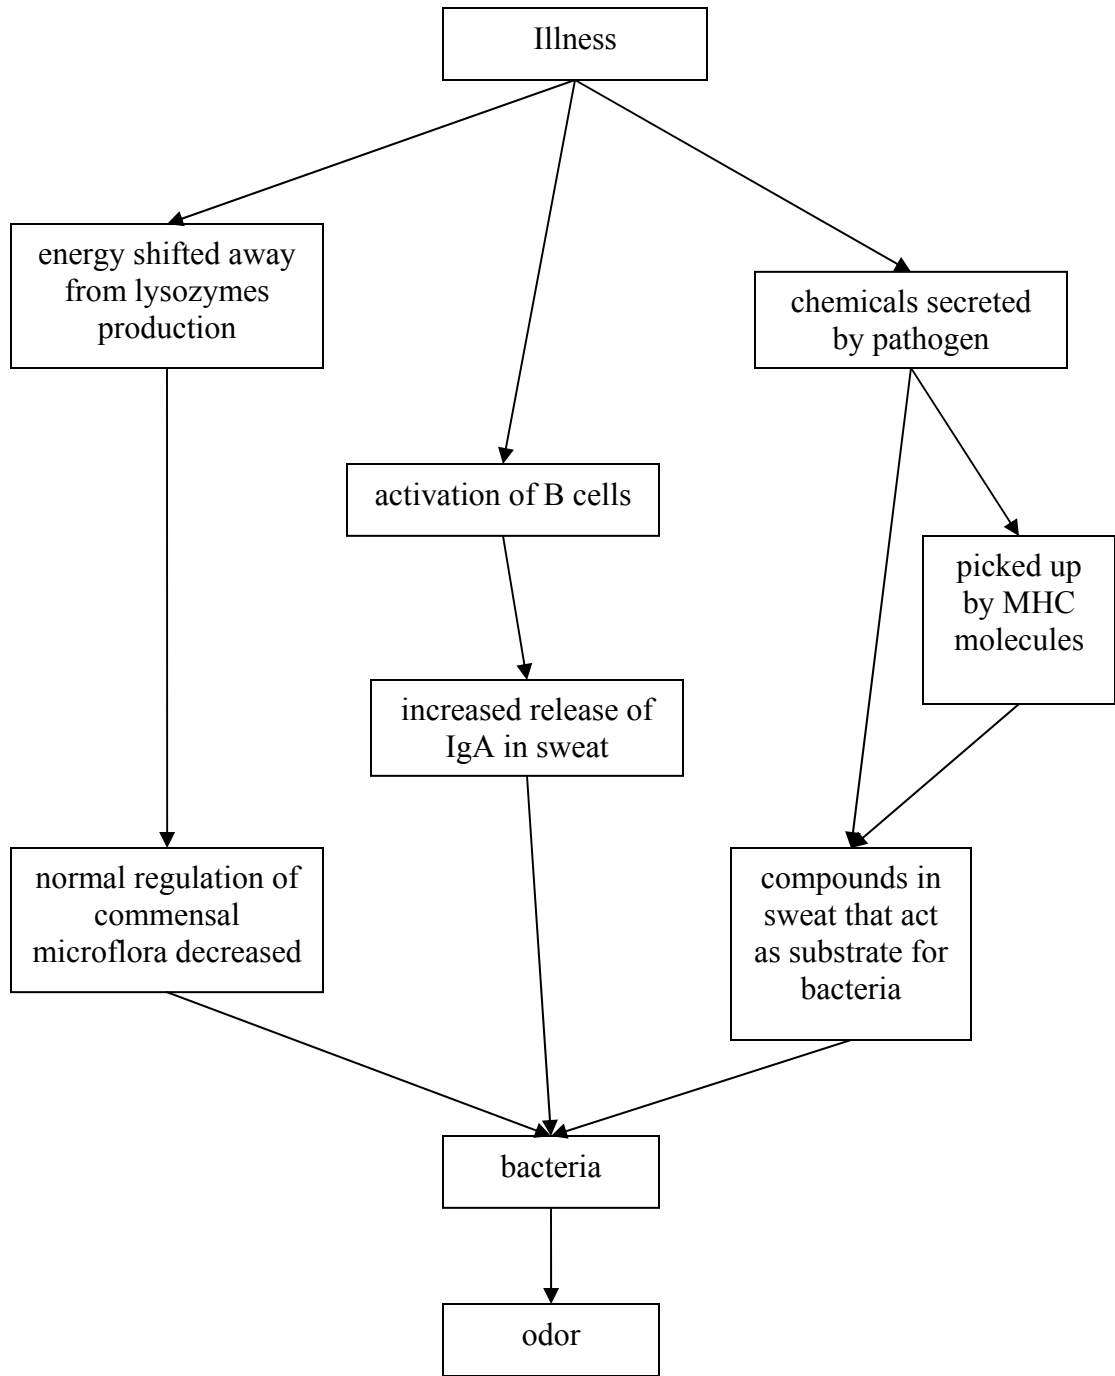 Illness
energy shifted away
from lysozymes
production
chemicals secreted
by pathogen
activation of B cells
picked up
by MHC
molecules
increased release of
IgA in sweat
normal regulation of
commensal
microflora decreased
compounds in
sweat that act
as substrate for
bacteria
bacteria
odor